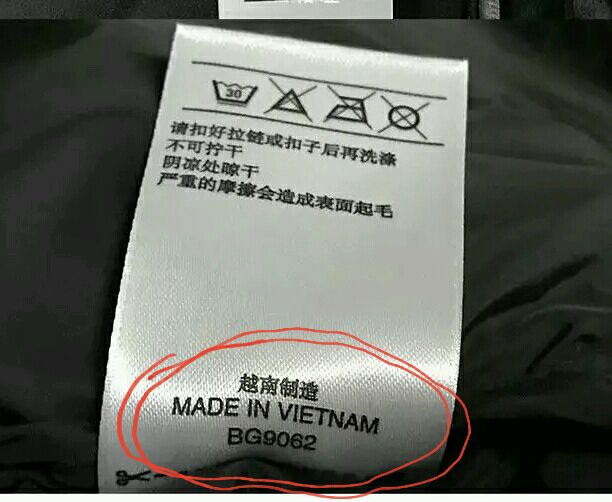 30
请扣好拉链或扣子后再洗涤
不可拧干
阴凉处晾干
严重的摩擦会造成表面起毛
越南制造
MADE IN VIETNAM
BG9062